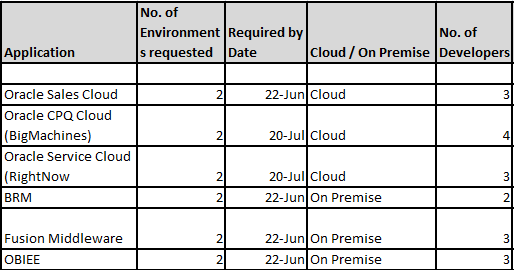 Application No. of Environment s requested Required by Date Cloud / On Premise No. of Developers
Oracle Sales Cloud 2 22-Jun Cloud 3
Oracle CPQ Cloud
(BigMachines) 2 20-Jul Cloud 4
Oracle Service Cloud
(RightNow 2 20-Jul Cloud 3
BRM 2 22-Jun On Premise 2
Fusion Middleware 2 22-Jun On Premise 3
OBIEE 2 22-Jun On Premise 3